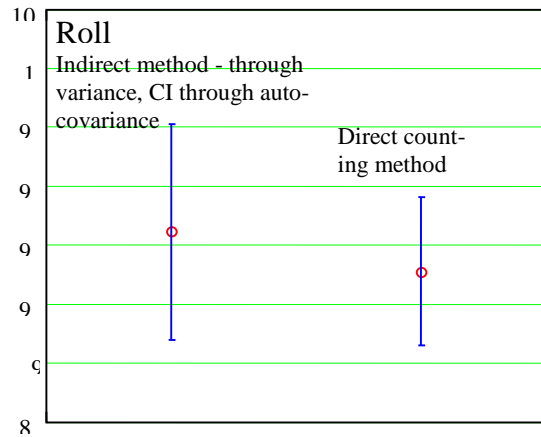 10
Roll
Indirect method - through
variance, CI through auto-
covariance
1
9
Direct count-
ing method
9
9
9
9
8